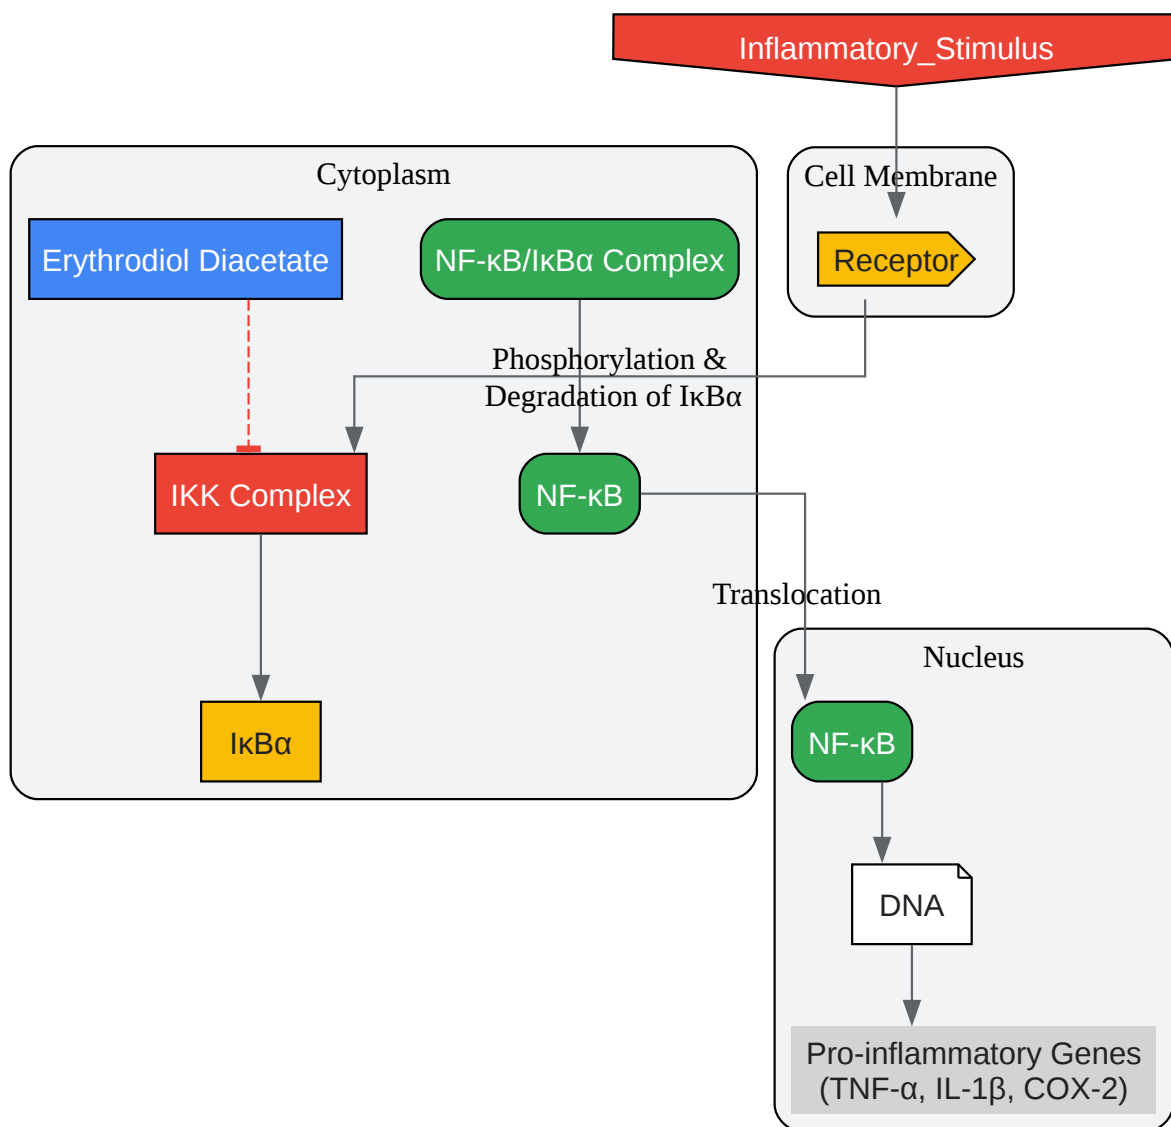 Inflammatory_Stimulus
Cytoplasm
Cell Membrane
Erythrodiol Diacetate
NF-κB/IκBα Complex
Receptor
Phosphorylation &
Degradation of IκBα
IKK Complex
NF-κB
Translocation
Nucleus
IκBα
NF-κB
DNA
Pro-inflammatory Genes
(TNF-α, IL-1β, COX-2)